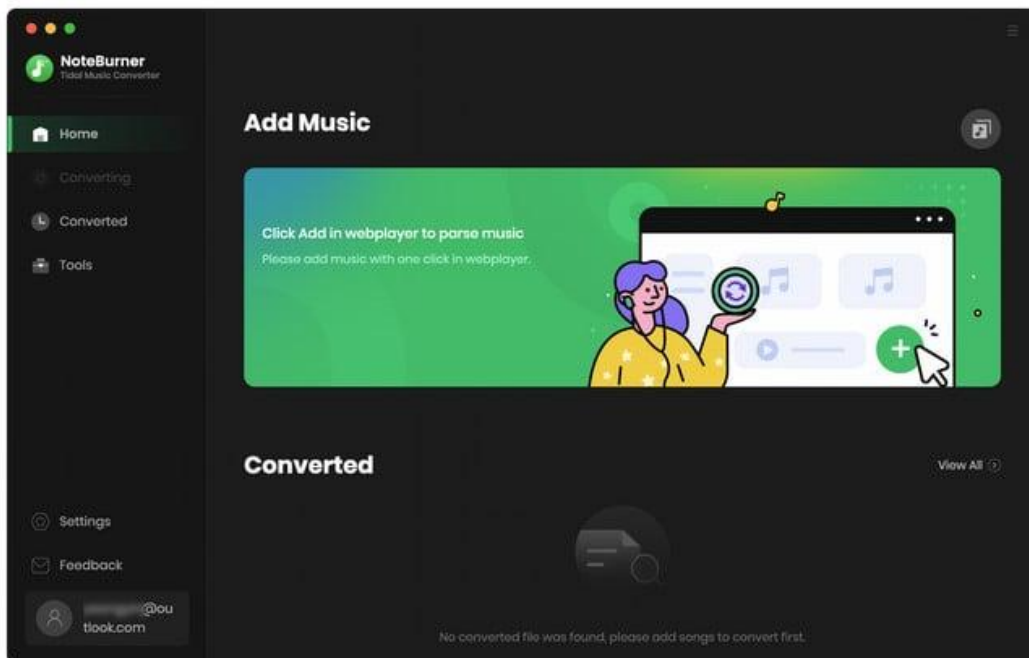 NoteBurner
Tidal Music Converter
Home
Converting
Converted
Tools
Settings
Feedback
@ou
tlook.com
Add Music
Click Add in webplayer to parse music
Please add music with one click in webplayer.
Converted
View All
No converted file was found, please add songs to convert first.